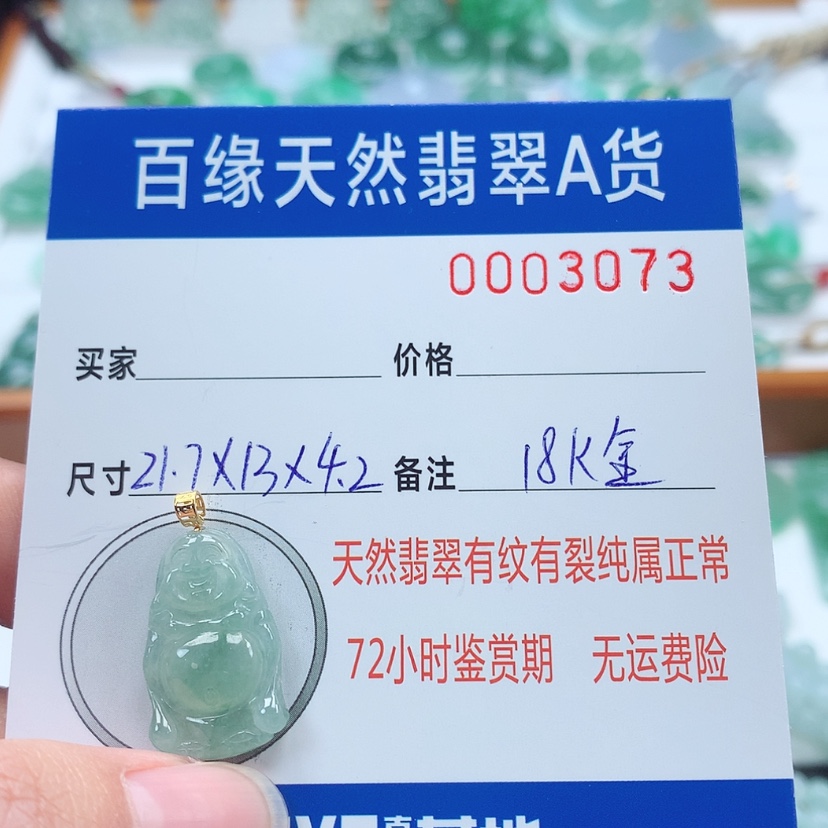 百缘天然翡翠A货
0003073
买家 价格
尺寸 21.7X13X4.2 备注 18K金
天然翡翠有纹有裂纯属正常
72小时鉴赏期 无运费险